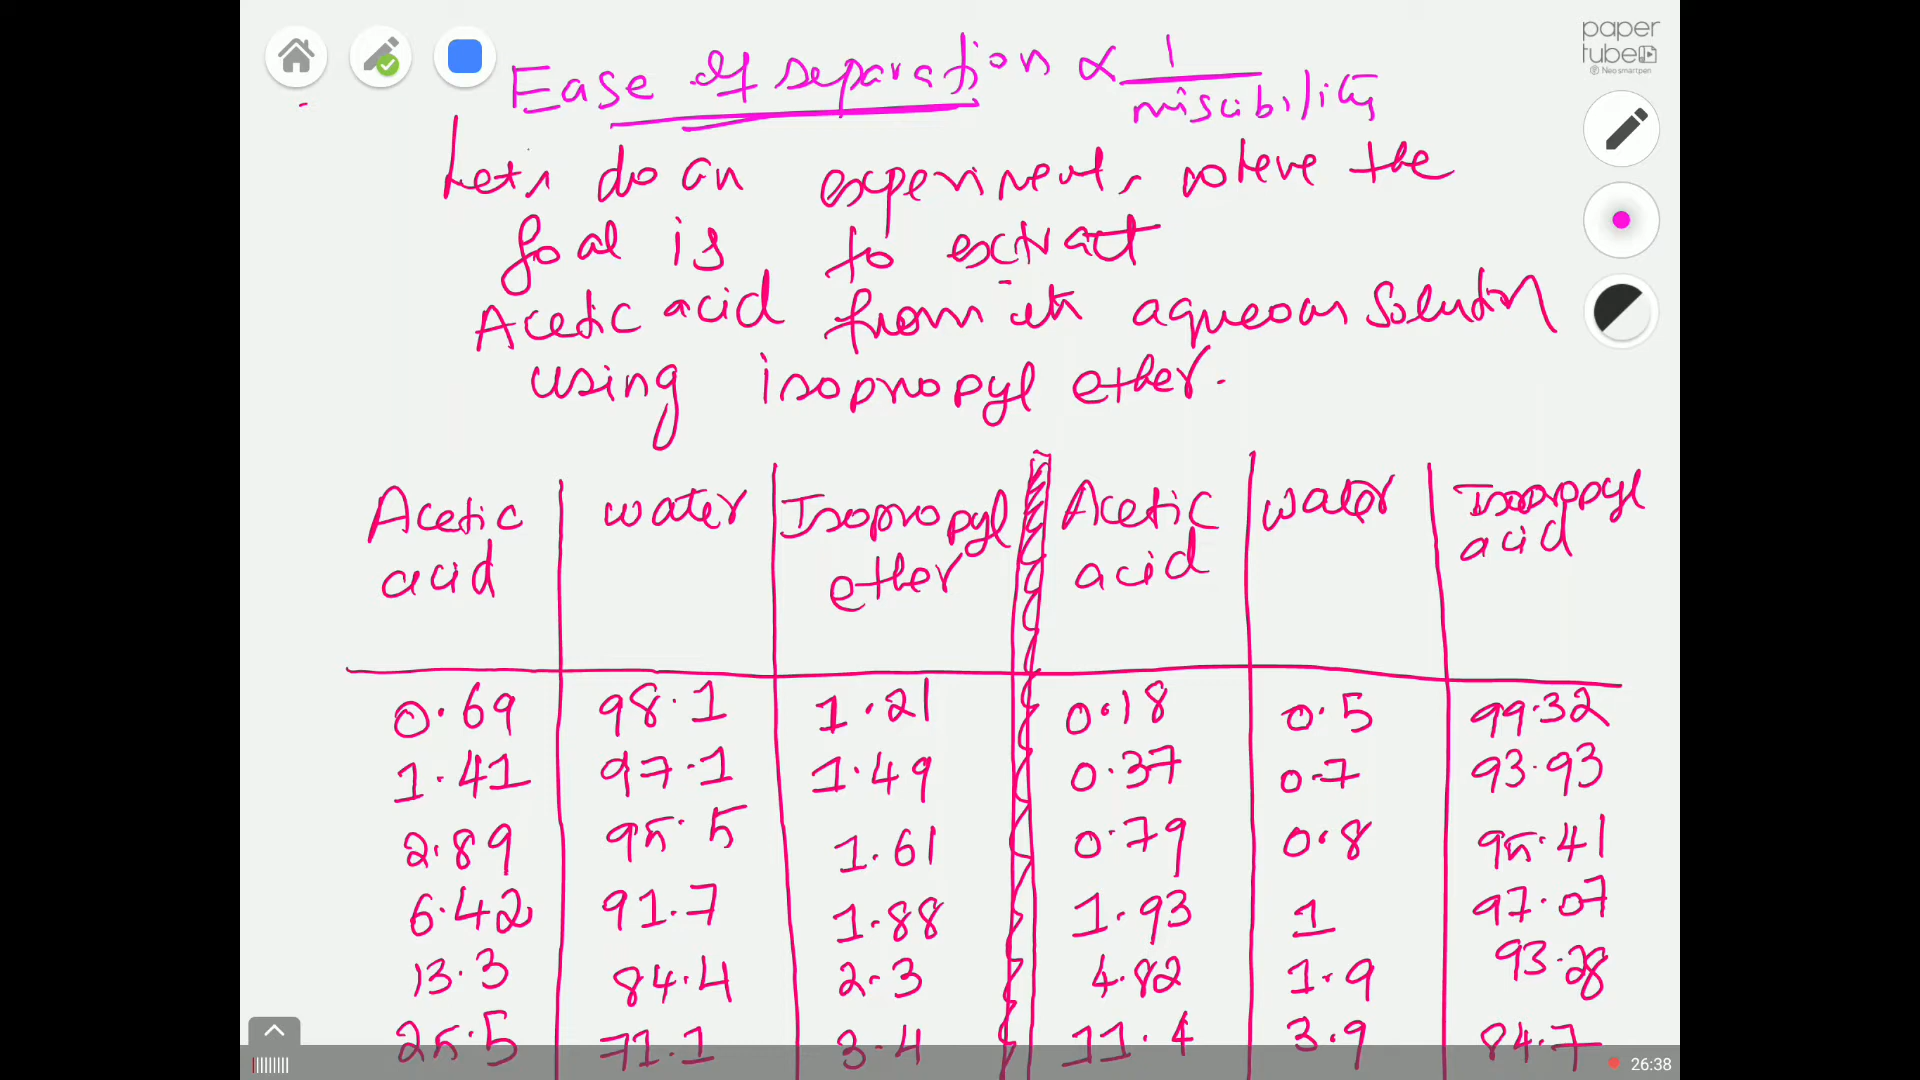 paper
tube
Neo smartpen
Ease of separation ∝ 1/miscibility
Lets do an experiment, where the
goal is to extract
Acetic acid from its aqueous solution
using isopropyl ether.
Acetic acid | water | Isopropyl ether | Acetic acid | water | Isopropyl acid
0.69 | 98.1 | 1.21 | 0.18 | 0.5 | 99.32
1.41 | 97.1 | 1.49 | 0.37 | 0.7 | 93.93
2.89 | 95.5 | 1.61 | 0.79 | 0.8 | 95.41
6.42 | 91.7 | 1.88 | 1.93 | 1 | 97.07
13.3 | 84.4 | 2.3 | 4.82 | 1.9 | 93.28
25.5 | 71.1 | 3.4 | 11.4 | 3.9 | 84.7
26:38